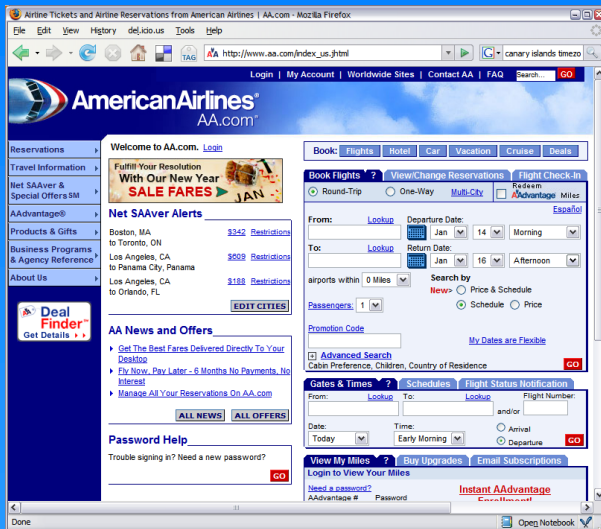 Airline Tickets and Airline Reservations from American Airlines | AA.com - Mozilla Firefox
File Edit View History del.icio.us Tools Help
TAG
AA http://www.aa.com/index_us.jhtml
G canary islands timezo
Login | My Account | Worldwide Sites | Contact AA | FAQ
Search...
GO
AmericanAirlines®
AA.com
Reservations
Travel Information
Net SAAver &
Special Offers SM
AAdvantage®
Products & Gifts
Business Programs
& Agency Reference
About Us
Deal
Finder
Get Details
Welcome to AA.com. Login
Fulfill Your Resolution
With Our New Year
SALE FARES
JAN
Net SAAver Alerts
Boston, MA
to Toronto, ON
$342 Restrictions
Los Angeles, CA
to Panama City, Panama
$609 Restrictions
Los Angeles, CA
to Orlando, FL
$188 Restrictions
EDIT CITIES
AA News and Offers
Get The Best Fares Delivered Directly To Your
Desktop
Fly Now, Pay Later - 6 Months No Payments, No
Interest
Manage All Your Reservations On AA.com
ALL NEWS ALL OFFERS
Password Help
Trouble signing in? Need a new password?
GO
Book: Flights Hotel Car Vacation Cruise Deals
Book Flights ? View/Change Reservations Flight Check-In
Round-Trip One-Way Multi-City
Redeem
AAdvantage Miles
Español
From: Lookup Departure Date:
Jan 14 Morning
To: Lookup Return Date:
Jan 16 Afternoon
airports within 0 Miles
Search by
New> Price & Schedule
Schedule Price
Passengers: 1
Promotion Code
My Dates are Flexible
Advanced Search
Cabin Preference, Children, Country of Residence
GO
Gates & Times ? Schedules Flight Status Notification
From: Lookup To: Lookup Flight Number:
and/or
Date: Time:
Today Early Morning
Arrival
Departure
GO
View My Miles ? Buy Upgrades Email Subscriptions
Login to View Your Miles
Need a password?
AAdvantage # Password
Instant AAdvantage
Enrollment!
Done
Open Notebook